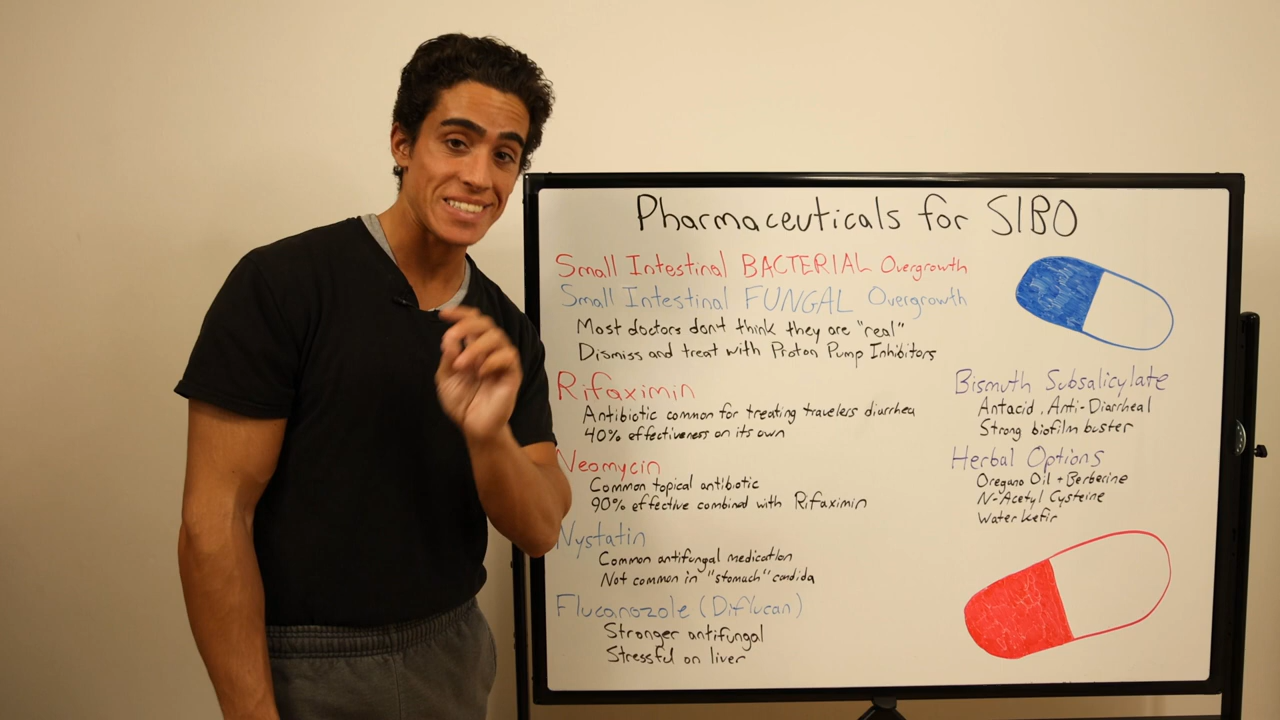 Pharmaceuticals for SIBO
Small Intestinal BACTERIAL Overgrowth
Small Intestinal FUNGAL Overgrowth
Most doctors don't think they are "real"
Dismiss and treat with Proton Pump Inhibitors
Rifaximin
Antibiotic common for treating travelers diarrhea
40% effectiveness on its own
Neomycin
Common topical antibiotic
90% effective combined with Rifaximin
Nystatin
Common antifungal medication
Not common in "stomach" candida
Flucanozole (Diflucan)
Stronger antifungal
Stressful on liver
Bismuth Subsalicylate
Antacid, Anti-Diarrheal
Strong biofilm buster
Herbal Options
Oregano Oil + Berberine
N-Acetyl Cysteine
Water Kefir